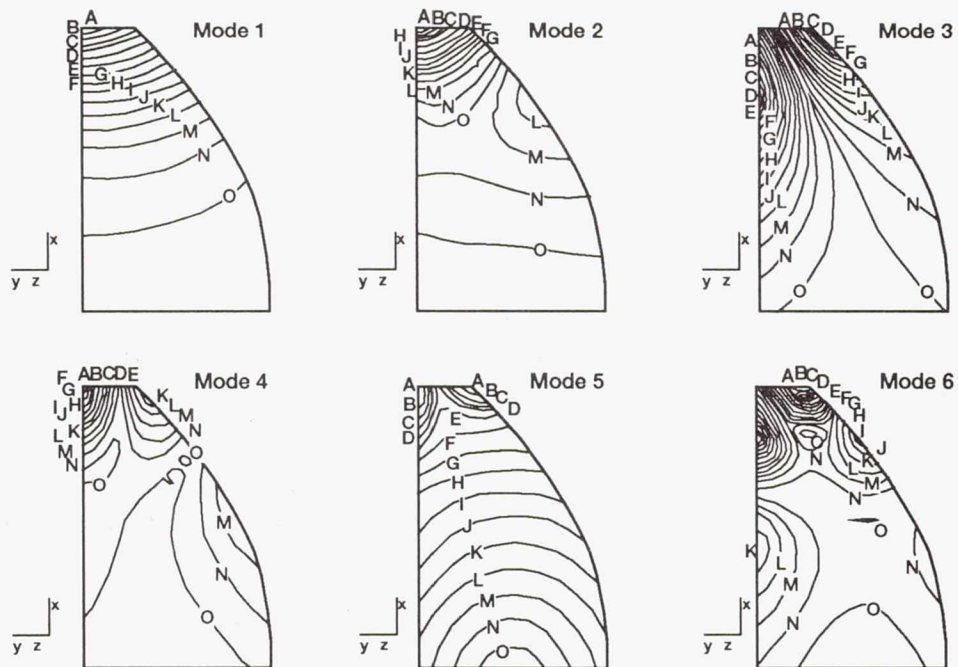 A
B Mode 1
C
D
E G H I J K L M N O
F
x
y z
A B C D E F G
H Mode 2
I
J
K
L M N O
L
M
N
O
x
y z
A B C D Mode 3
A E F G
B H I
C J K
D L
E M
F
G
H
I
J L
M N
N
O O
x
y z
F A B C D E Mode 4
G K L M N
I H
J
L K
M
N O
O
M
N
O
x
y z
A A Mode 5
B B C D
C E
D F
G
H
I
J
K
L
M
N
O
x
y z
A B C D Mode 6
E F G H
I J
O K
N L M
N
O
K
L N
M
N
O
x
y z